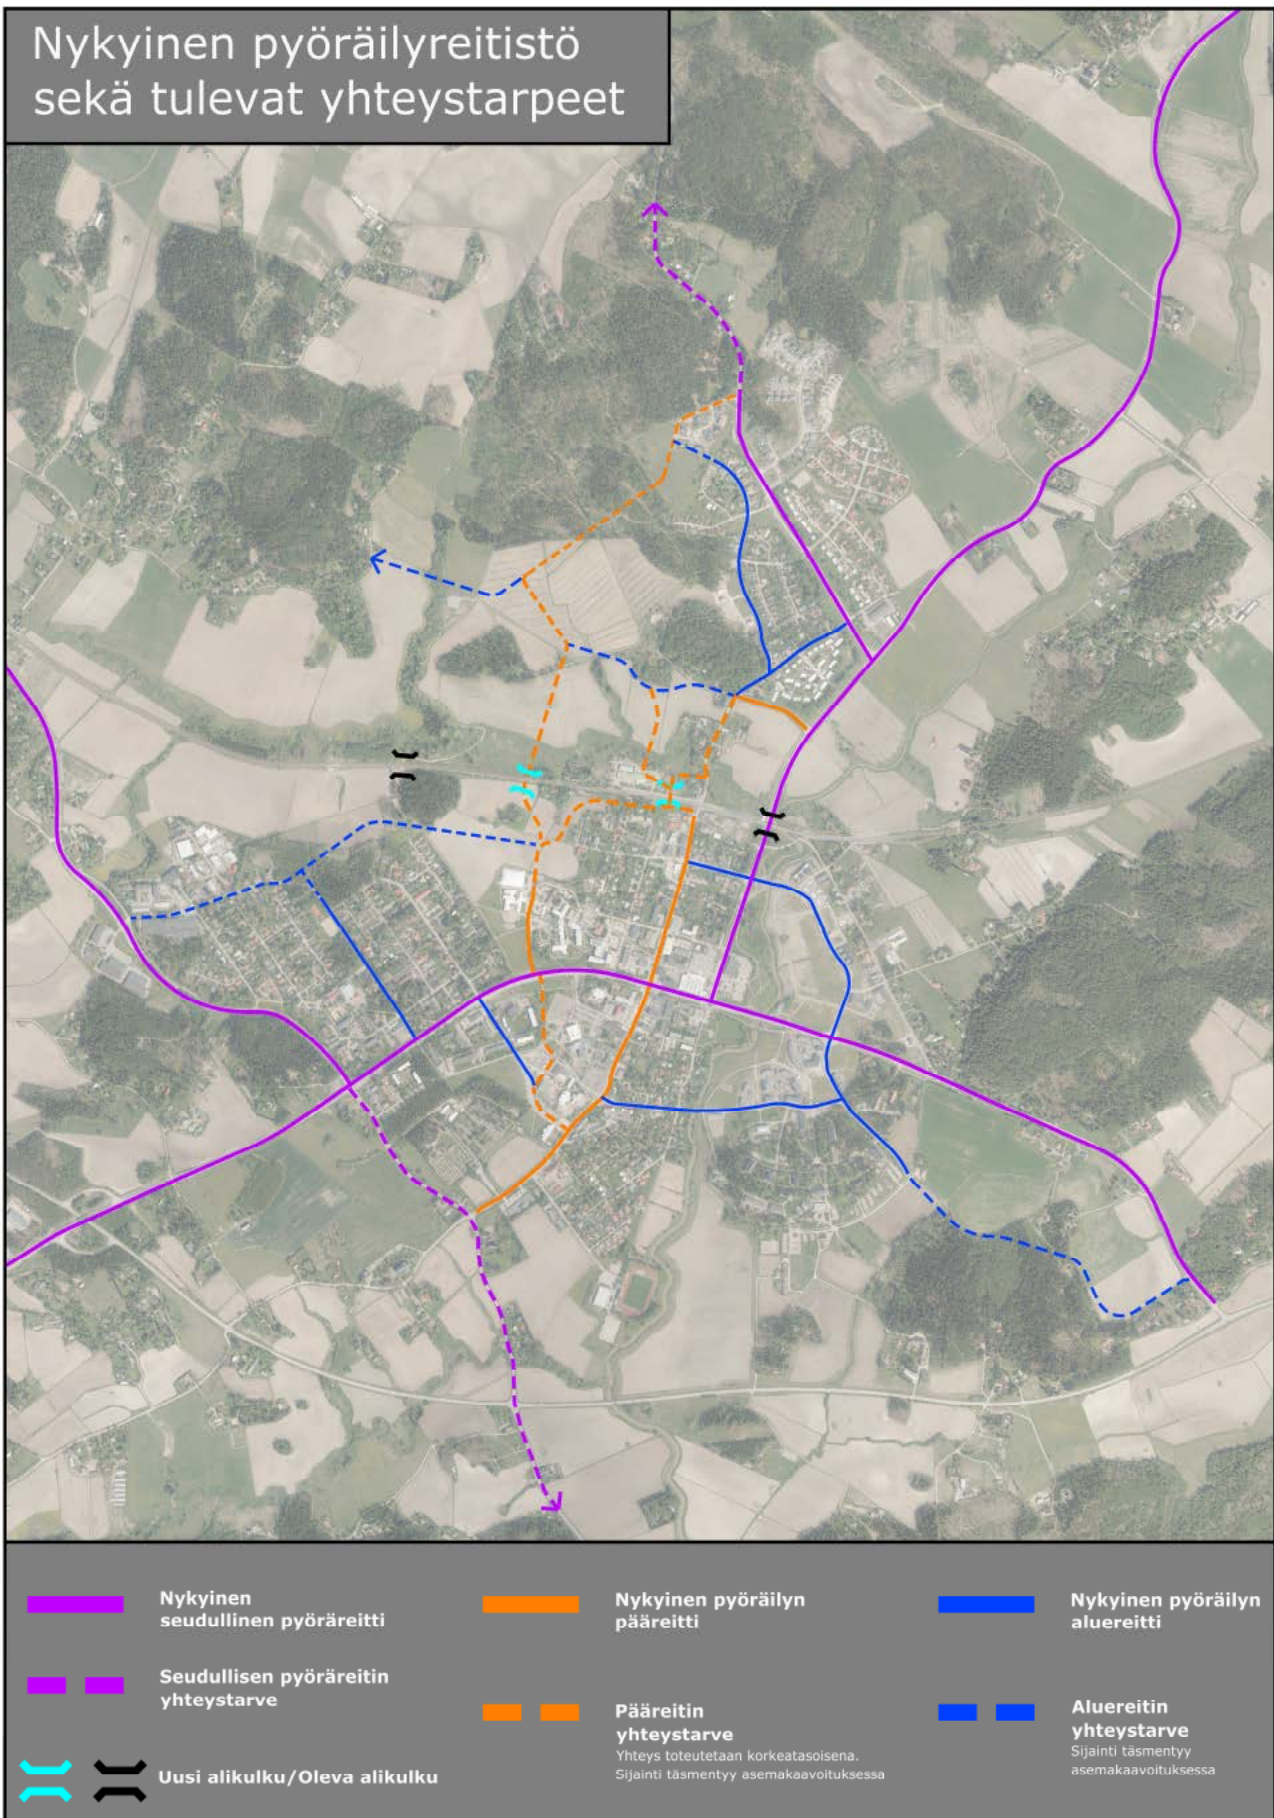 Nykyinen pyöräilyreitistö
sekä tulevat yhteystarpeet
Nykyinen
seudullinen pyöräreitti
Nykyinen pyöräilyn
pääreitti
Nykyinen pyöräilyn
aluereitti
Seudullisen pyöräreitin
yhteystarve
Pääreitin
yhteystarve
Yhteys toteutetaan korkeatasoisena.
Sijainti täsmentyy asemakaavoituksessa
Aluereitin
yhteystarve
Sijainti täsmentyy
asemakaavoituksessa
Uusi alikulku/Oleva alikulku